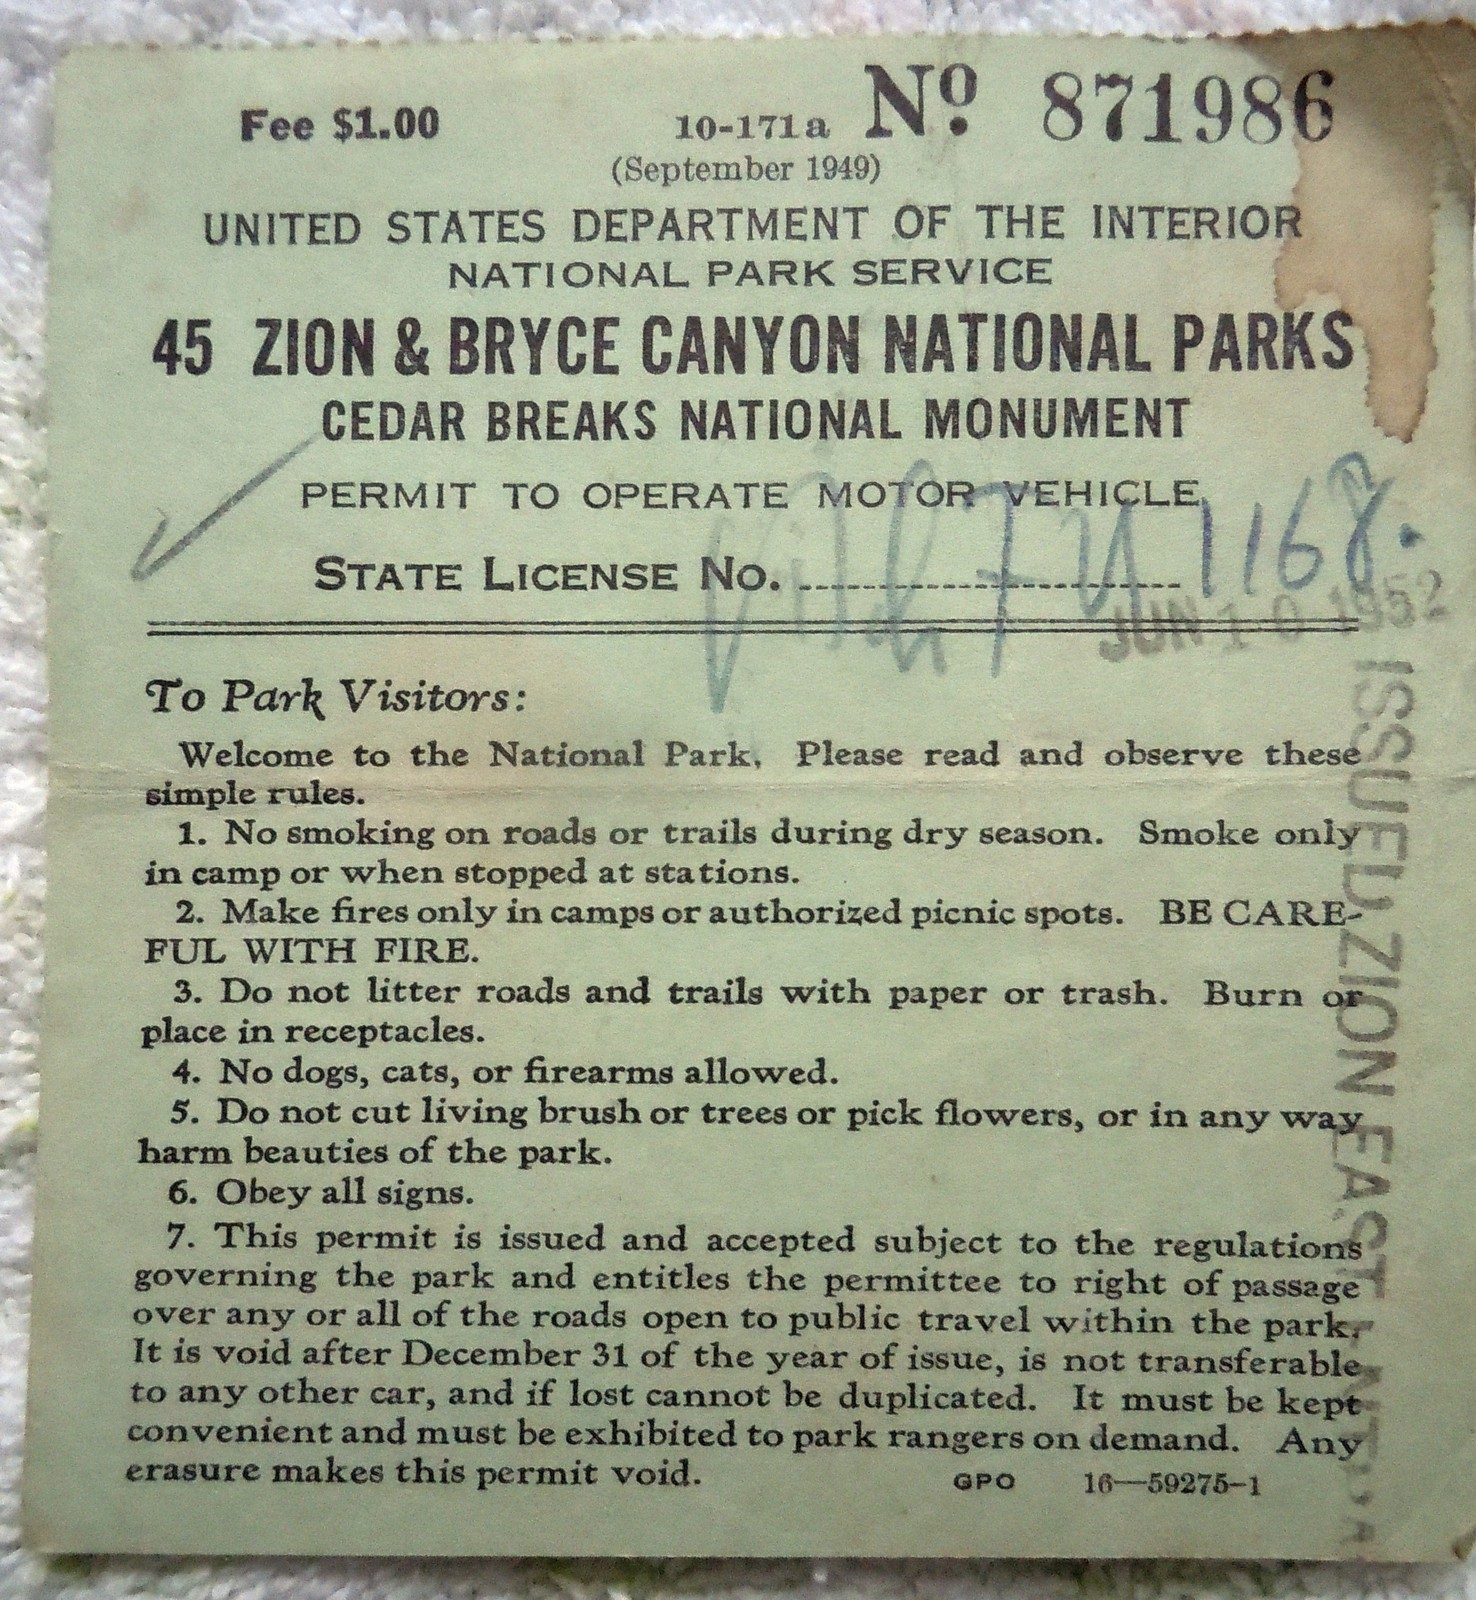 Fee $1.00
10-171a Nº 871986
(September 1949)
UNITED STATES DEPARTMENT OF THE INTERIOR
NATIONAL PARK SERVICE
45 ZION & BRYCE CANYON NATIONAL PARKS
CEDAR BREAKS NATIONAL MONUMENT
PERMIT TO OPERATE MOTOR VEHICLE
STATE LICENSE No. 1168
JUN 10 1952
To Park Visitors:
Welcome to the National Park. Please read and observe these
simple rules.
1. No smoking on roads or trails during dry season. Smoke only
in camp or when stopped at stations.
2. Make fires only in camps or authorized picnic spots. BE CARE-
FUL WITH FIRE.
3. Do not litter roads and trails with paper or trash. Burn or
place in receptacles.
4. No dogs, cats, or firearms allowed.
5. Do not cut living brush or trees or pick flowers, or in any way
harm beauties of the park.
6. Obey all signs.
7. This permit is issued and accepted subject to the regulations
governing the park and entitles the permittee to right of passage
over any or all of the roads open to public travel within the park.
It is void after December 31 of the year of issue, is not transferable
to any other car, and if lost cannot be duplicated. It must be kept
convenient and must be exhibited to park rangers on demand. Any
erasure makes this permit void.
GPO 16—59275-1
ISSUED ZION EAST